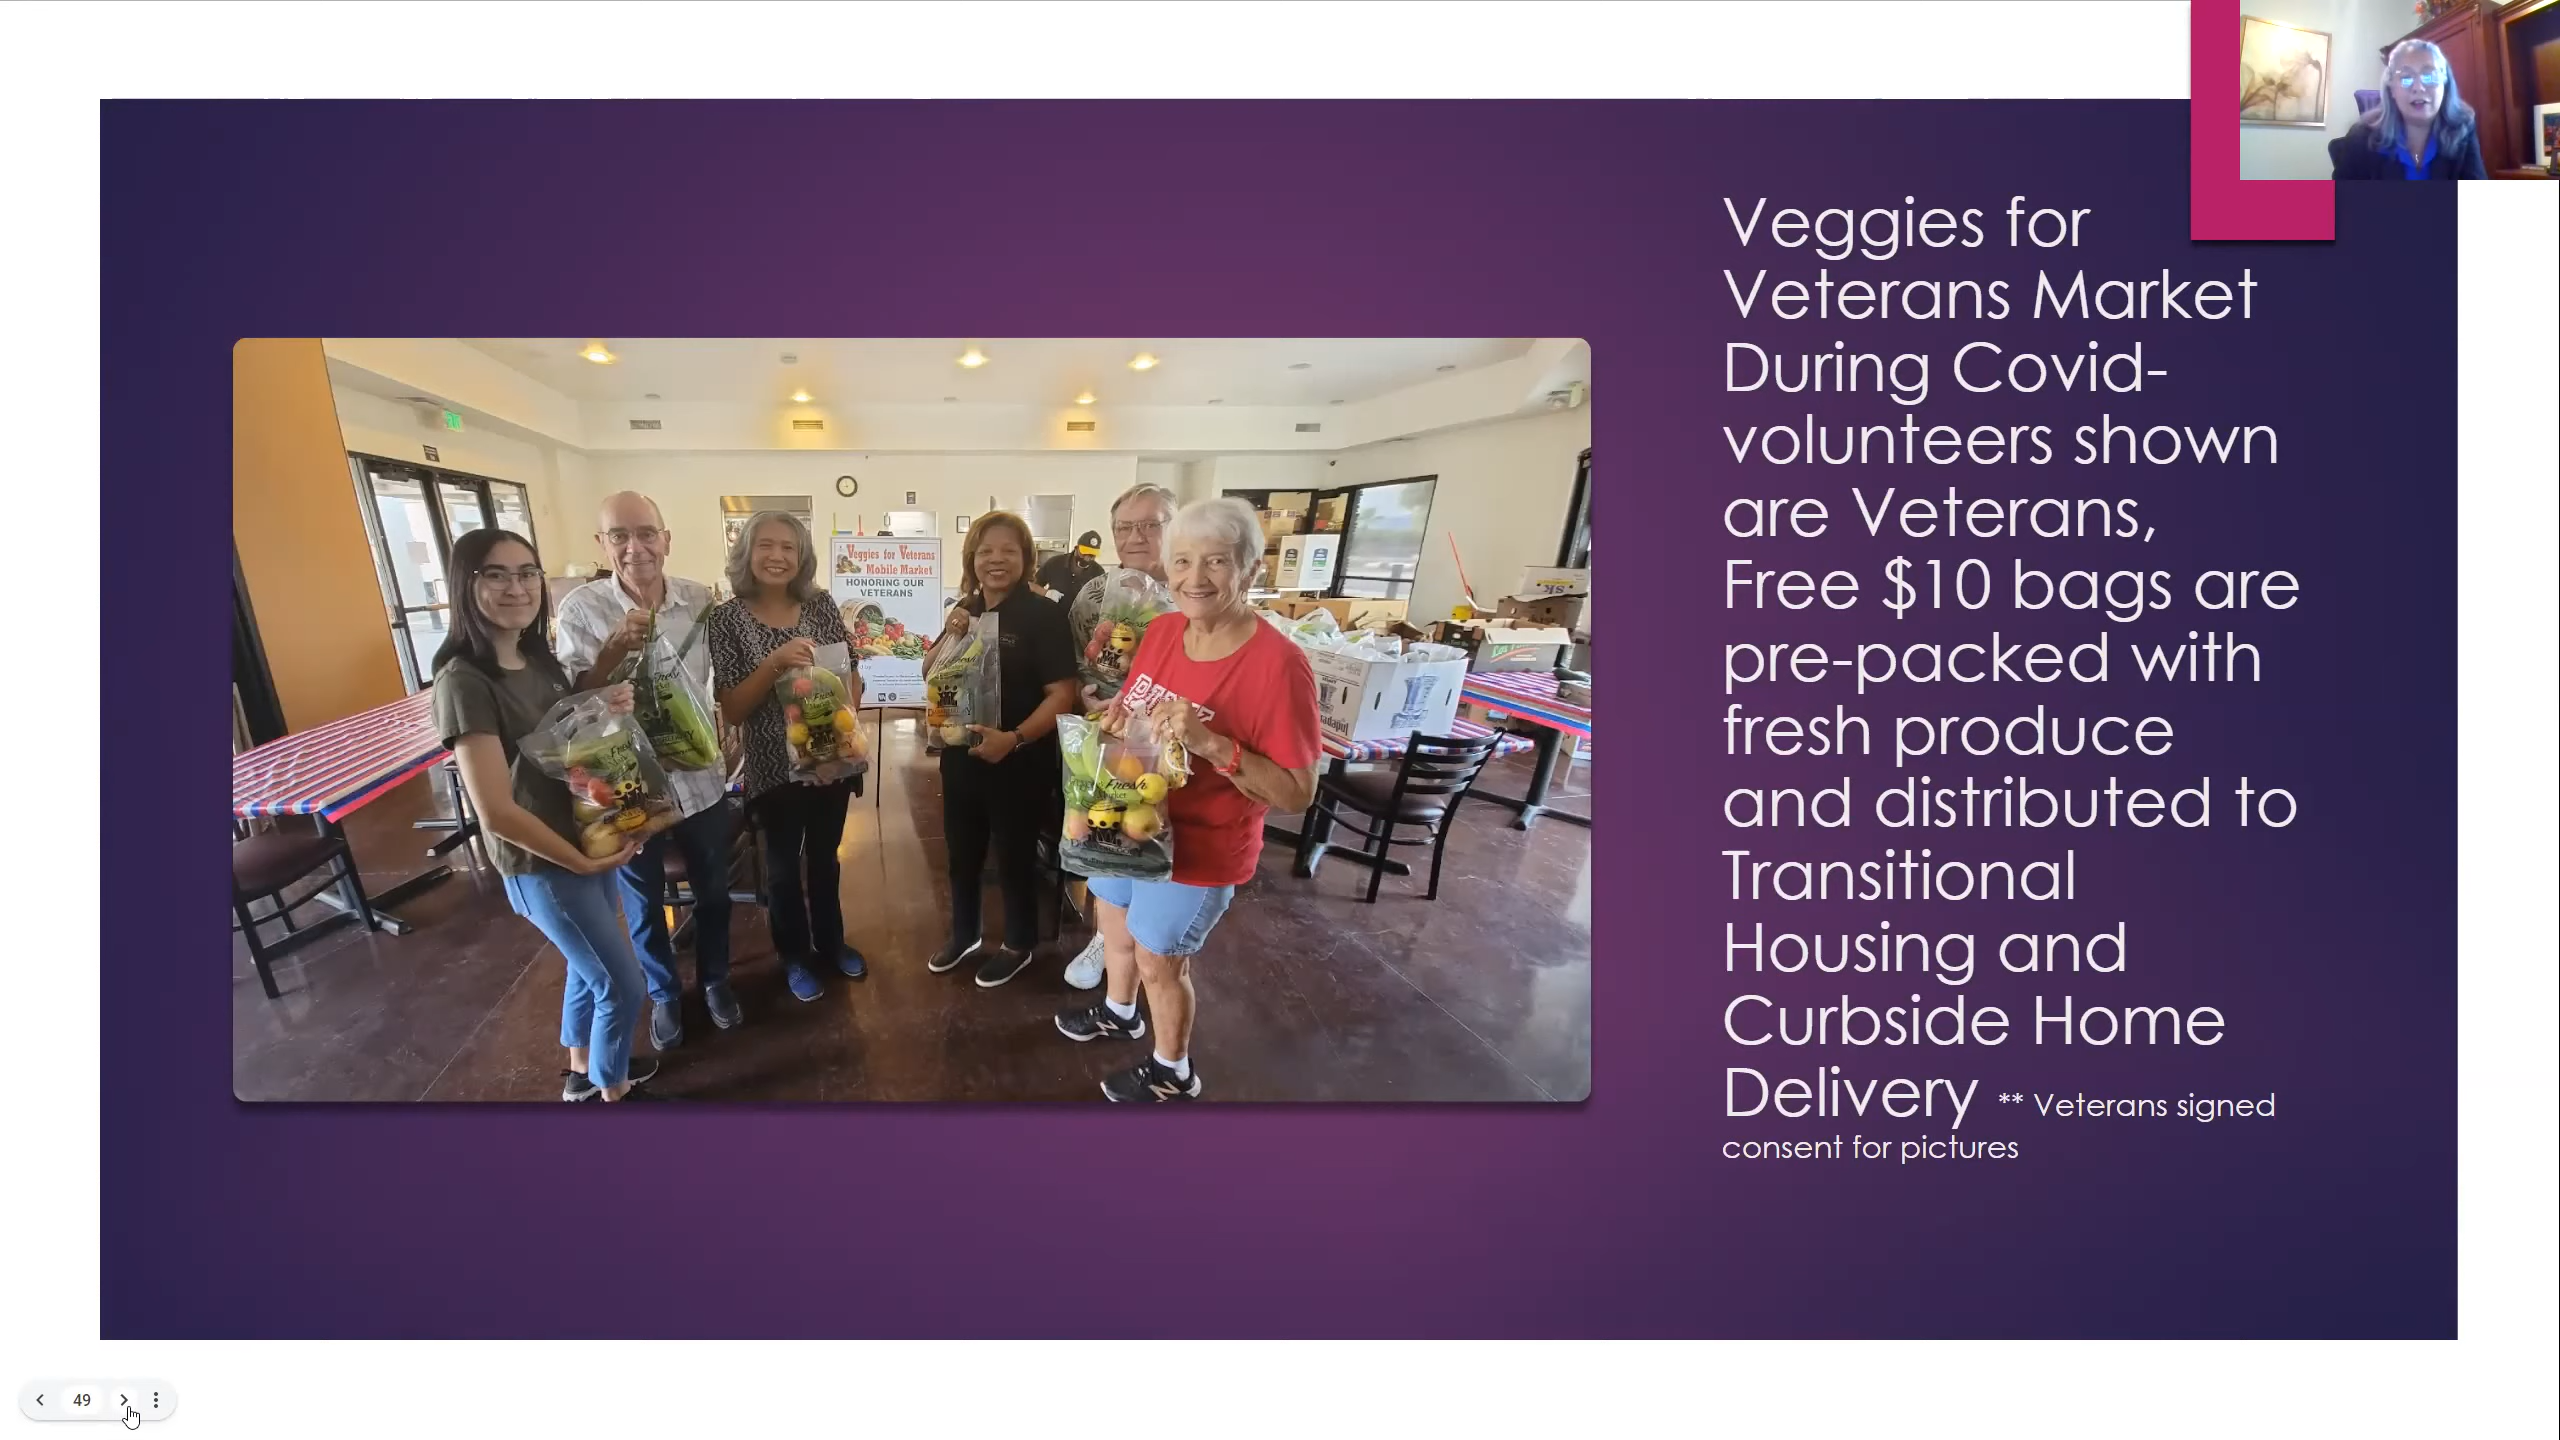 Veggies for
Veterans Market
During Covid-
volunteers shown
are Veterans,
Free $10 bags are
pre-packed with
fresh produce
and distributed to
Transitional
Housing and
Curbside Home
Delivery ** Veterans signed
consent for pictures
Veggies for Veterans
Mobile Market
HONORING OUR
VETERANS
Fresh
49